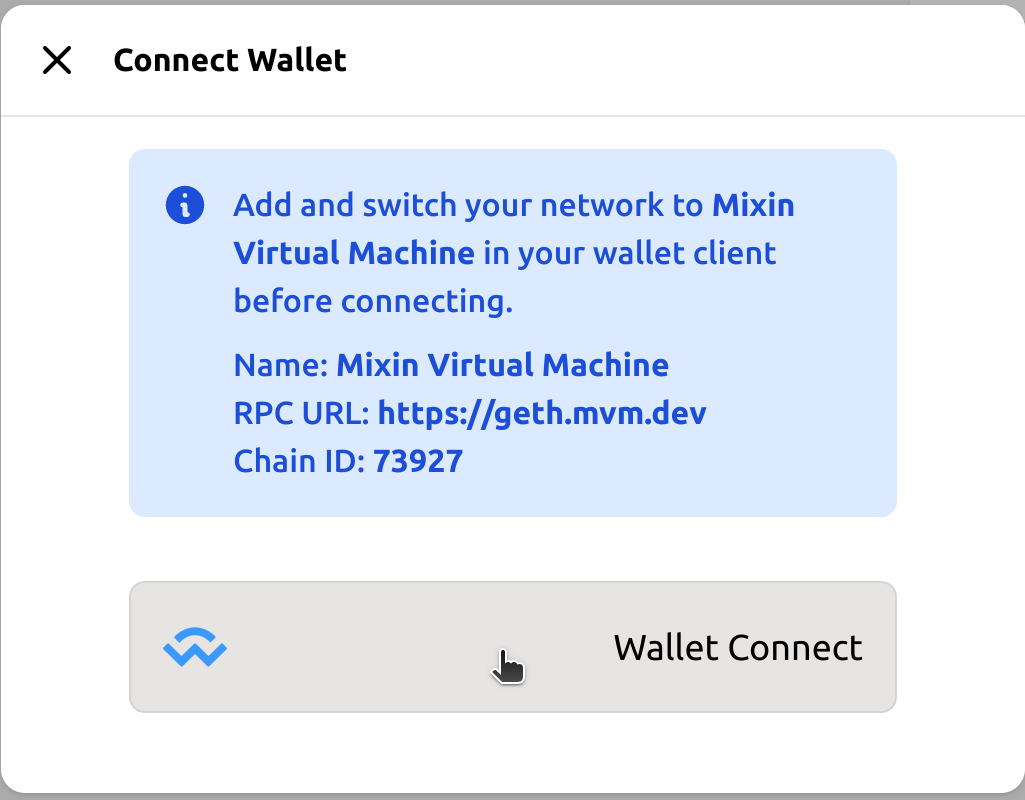 Connect Wallet
Add and switch your network to Mixin
Virtual Machine in your wallet client
before connecting.
Name: Mixin Virtual Machine
RPC URL: https://geth.mvm.dev
Chain ID: 73927
Wallet Connect